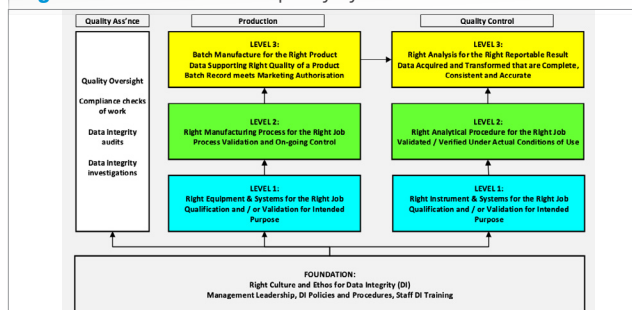 Quality Ass'nce
Production
Quality Control
Quality Oversight
Compliance checks
of work
Data integrity
audits
Data integrity
investigations
LEVEL 3:
Batch Manufacture for the Right Product
Data Supporting Right Quality of a Product
Batch Record meets Marketing Authorisation
LEVEL 3:
Right Analysis for the Right Reportable Result
Data Acquired and Transformed that are Complete,
Consistent and Accurate
LEVEL 2:
Right Manufacturing Process for the Right Job
Process Validation and On-going Control
LEVEL 2:
Right Analytical Procedure for the Right Job
Validated / Verified Under Actual Conditions of Use
LEVEL 1:
Right Equipment & Systems for the Right Job
Qualification and / or Validation for Intended
Purpose
LEVEL 1:
Right Instrument & Systems for the Right Job
Qualification and / or Validation for Intended
Purpose
FOUNDATION:
Right Culture and Ethos for Data Integrity (DI)
Management Leadership, DI Policies and Procedures, Staff DI Training